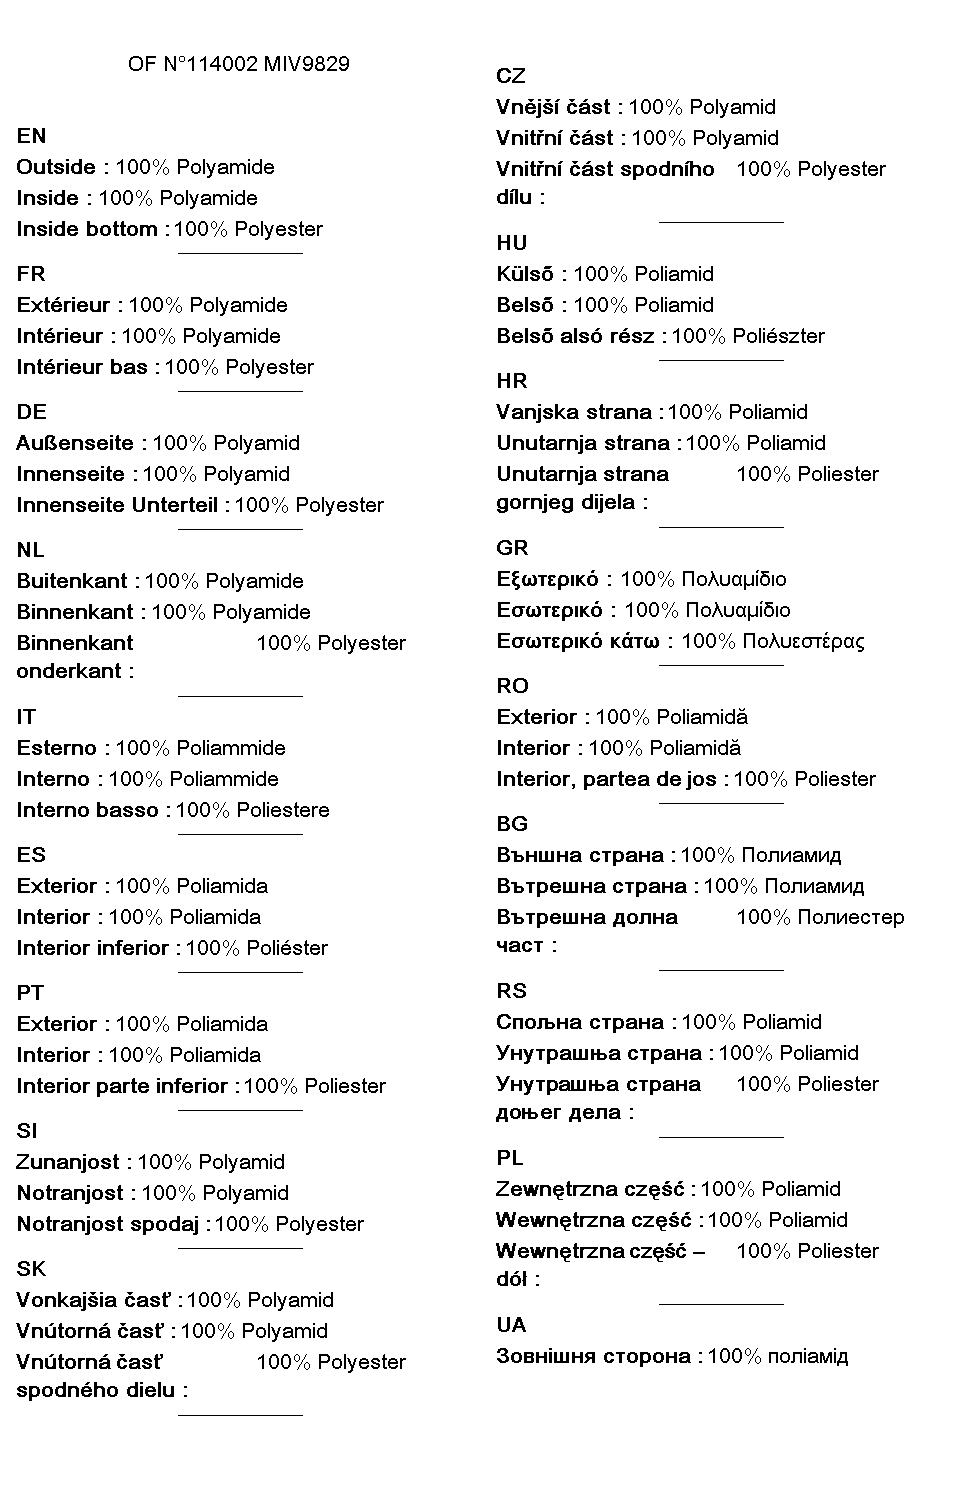 OF N°114002 MIV9829
EN
Outside : 100% Polyamide
Inside : 100% Polyamide
Inside bottom : 100% Polyester
FR
Extérieur : 100% Polyamide
Intérieur : 100% Polyamide
Intérieur bas : 100% Polyester
DE
Außenseite : 100% Polyamid
Innenseite : 100% Polyamid
Innenseite Unterteil : 100% Polyester
NL
Buitenkant : 100% Polyamide
Binnenkant : 100% Polyamide
Binnenkant 100% Polyester
onderkant :
IT
Esterno : 100% Poliammide
Interno : 100% Poliammide
Interno basso : 100% Poliestere
ES
Exterior : 100% Poliamida
Interior : 100% Poliamida
Interior inferior : 100% Poliéster
PT
Exterior : 100% Poliamida
Interior : 100% Poliamida
Interior parte inferior : 100% Poliester
SI
Zunanjost : 100% Polyamid
Notranjost : 100% Polyamid
Notranjost spodaj : 100% Polyester
SK
Vonkajšia časť : 100% Polyamid
Vnútorná časť : 100% Polyamid
Vnútorná časť 100% Polyester
spodného dielu :
CZ
Vnější část : 100% Polyamid
Vnitřní část : 100% Polyamid
Vnitřní část spodního 100% Polyester
dílu :
HU
Külsõ : 100% Poliamid
Belsõ : 100% Poliamid
Belsõ alsó rész : 100% Poliészter
HR
Vanjska strana : 100% Poliamid
Unutarnja strana : 100% Poliamid
Unutarnja strana 100% Poliester
gornjeg dijela :
GR
Εξωτερικό : 100% Πολυαμίδιο
Εσωτερικό : 100% Πολυαμίδιο
Εσωτερικό κάτω : 100% Πολυεστέρας
RO
Exterior : 100% Poliamidă
Interior : 100% Poliamidă
Interior, partea de jos : 100% Poliester
BG
Външна страна : 100% Полиамид
Вътрешна страна : 100% Полиамид
Вътрешна долна 100% Полиестер
част :
RS
Спољна страна : 100% Poliamid
Унутрашња страна : 100% Poliamid
Унутрашња страна 100% Poliester
доњег дела :
PL
Zewnętrzna część : 100% Poliamid
Wewnętrzna część : 100% Poliamid
Wewnętrzna część – 100% Poliester
dół :
UA
Зовнішня сторона : 100% поліамід